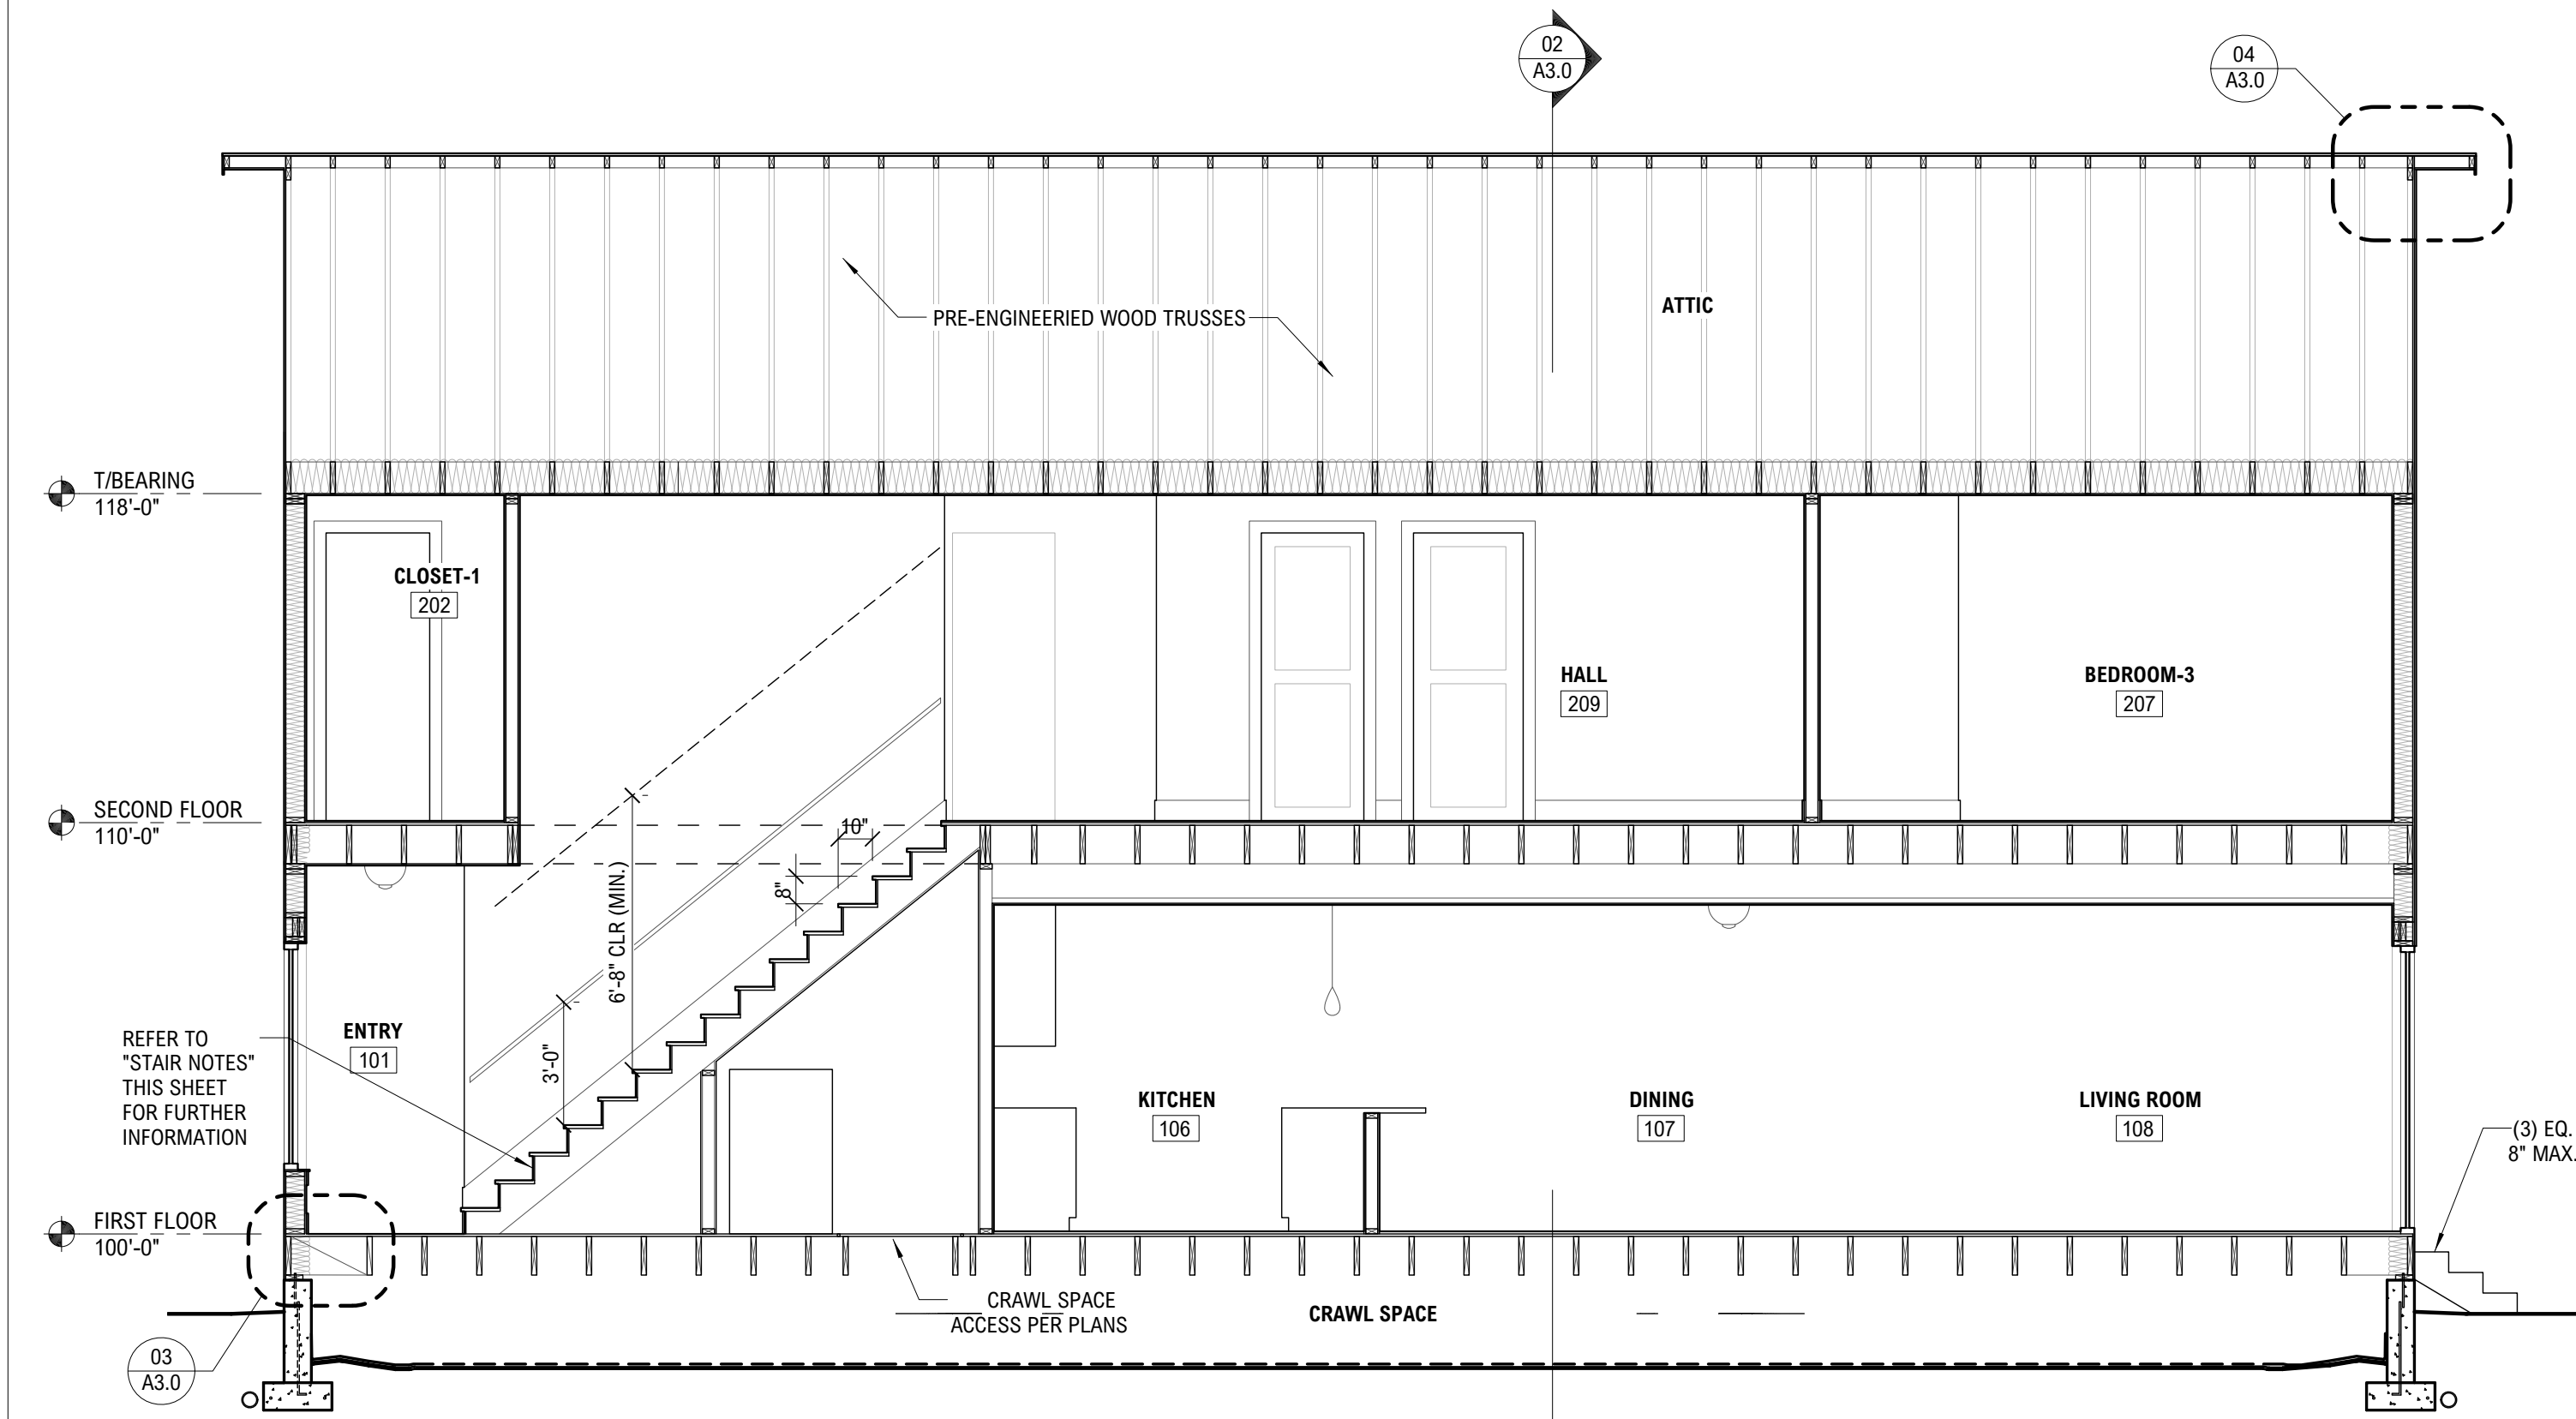 02
A3.0
04
A3.0
PRE-ENGINEERIED WOOD TRUSSES
ATTIC
T/BEARING
118'-0"
CLOSET-1
202
HALL
209
BEDROOM-3
207
SECOND FLOOR
110'-0"
10"
8"
6'-8" CLR (MIN.)
3'-0"
REFER TO
"STAIR NOTES"
THIS SHEET
FOR FURTHER
INFORMATION
ENTRY
101
KITCHEN
106
DINING
107
LIVING ROOM
108
(3) EQ.
8" MAX.
FIRST FLOOR
100'-0"
CRAWL SPACE
ACCESS PER PLANS
CRAWL SPACE
03
A3.0